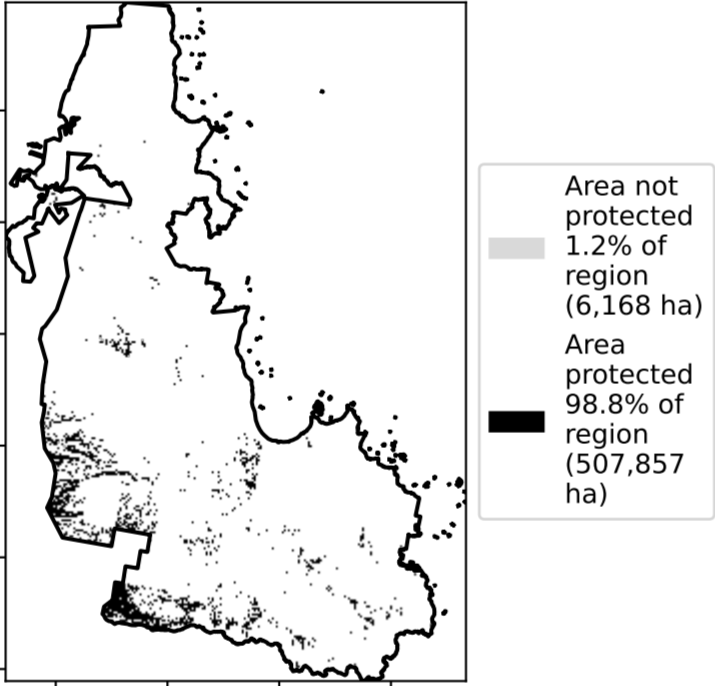 Area not
protected
1.2% of
region
(6,168 ha)
Area
protected
98.8% of
region
(507,857
ha)